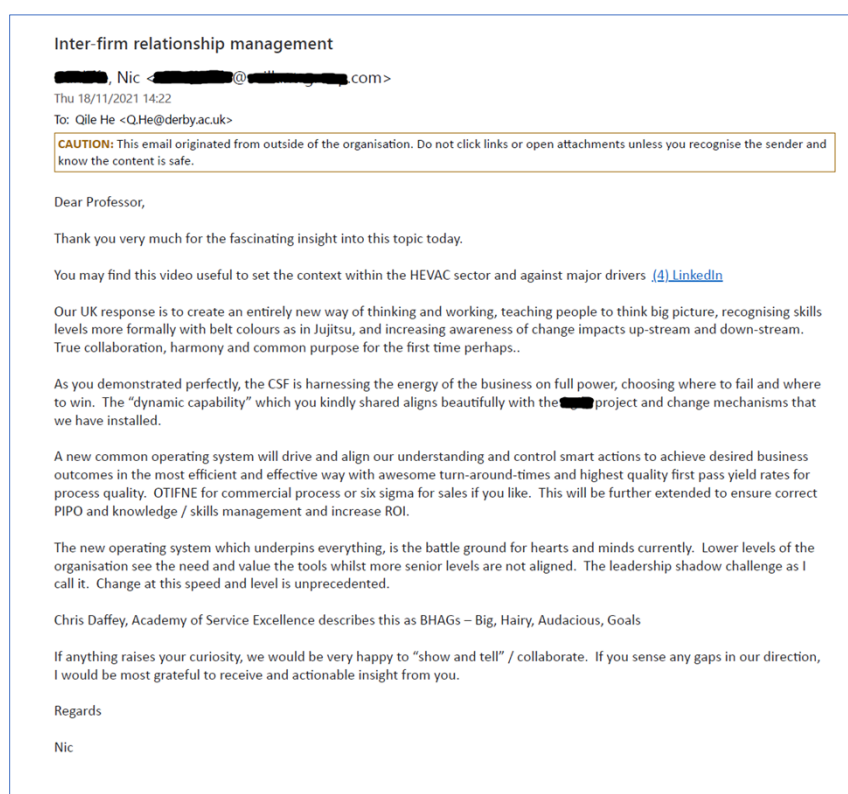 Inter-firm relationship management
, Nic < @ .com>
Thu 18/11/2021 14:22
To: Qile He <Q.He@derby.ac.uk>
CAUTION: This email originated from outside of the organisation. Do not click links or open attachments unless you recognise the sender and
know the content is safe.
Dear Professor,
Thank you very much for the fascinating insight into this topic today.
You may find this video useful to set the context within the HEVAC sector and against major drivers (4) LinkedIn
Our UK response is to create an entirely new way of thinking and working, teaching people to think big picture, recognising skills
levels more formally with belt colours as in Jujitsu, and increasing awareness of change impacts up-stream and down-stream.
True collaboration, harmony and common purpose for the first time perhaps..
As you demonstrated perfectly, the CSF is harnessing the energy of the business on full power, choosing where to fail and where
to win. The “dynamic capability” which you kindly shared aligns beautifully with the project and change mechanisms that
we have installed.
A new common operating system will drive and align our understanding and control smart actions to achieve desired business
outcomes in the most efficient and effective way with awesome turn-around-times and highest quality first pass yield rates for
process quality. OTIFNE for commercial process or six sigma for sales if you like. This will be further extended to ensure correct
PIPO and knowledge / skills management and increase ROI.
The new operating system which underpins everything, is the battle ground for hearts and minds currently. Lower levels of the
organisation see the need and value the tools whilst more senior levels are not aligned. The leadership shadow challenge as I
call it. Change at this speed and level is unprecedented.
Chris Daffey, Academy of Service Excellence describes this as BHAGs – Big, Hairy, Audacious, Goals
If anything raises your curiosity, we would be very happy to “show and tell” / collaborate. If you sense any gaps in our direction,
I would be most grateful to receive and actionable insight from you.
Regards
Nic